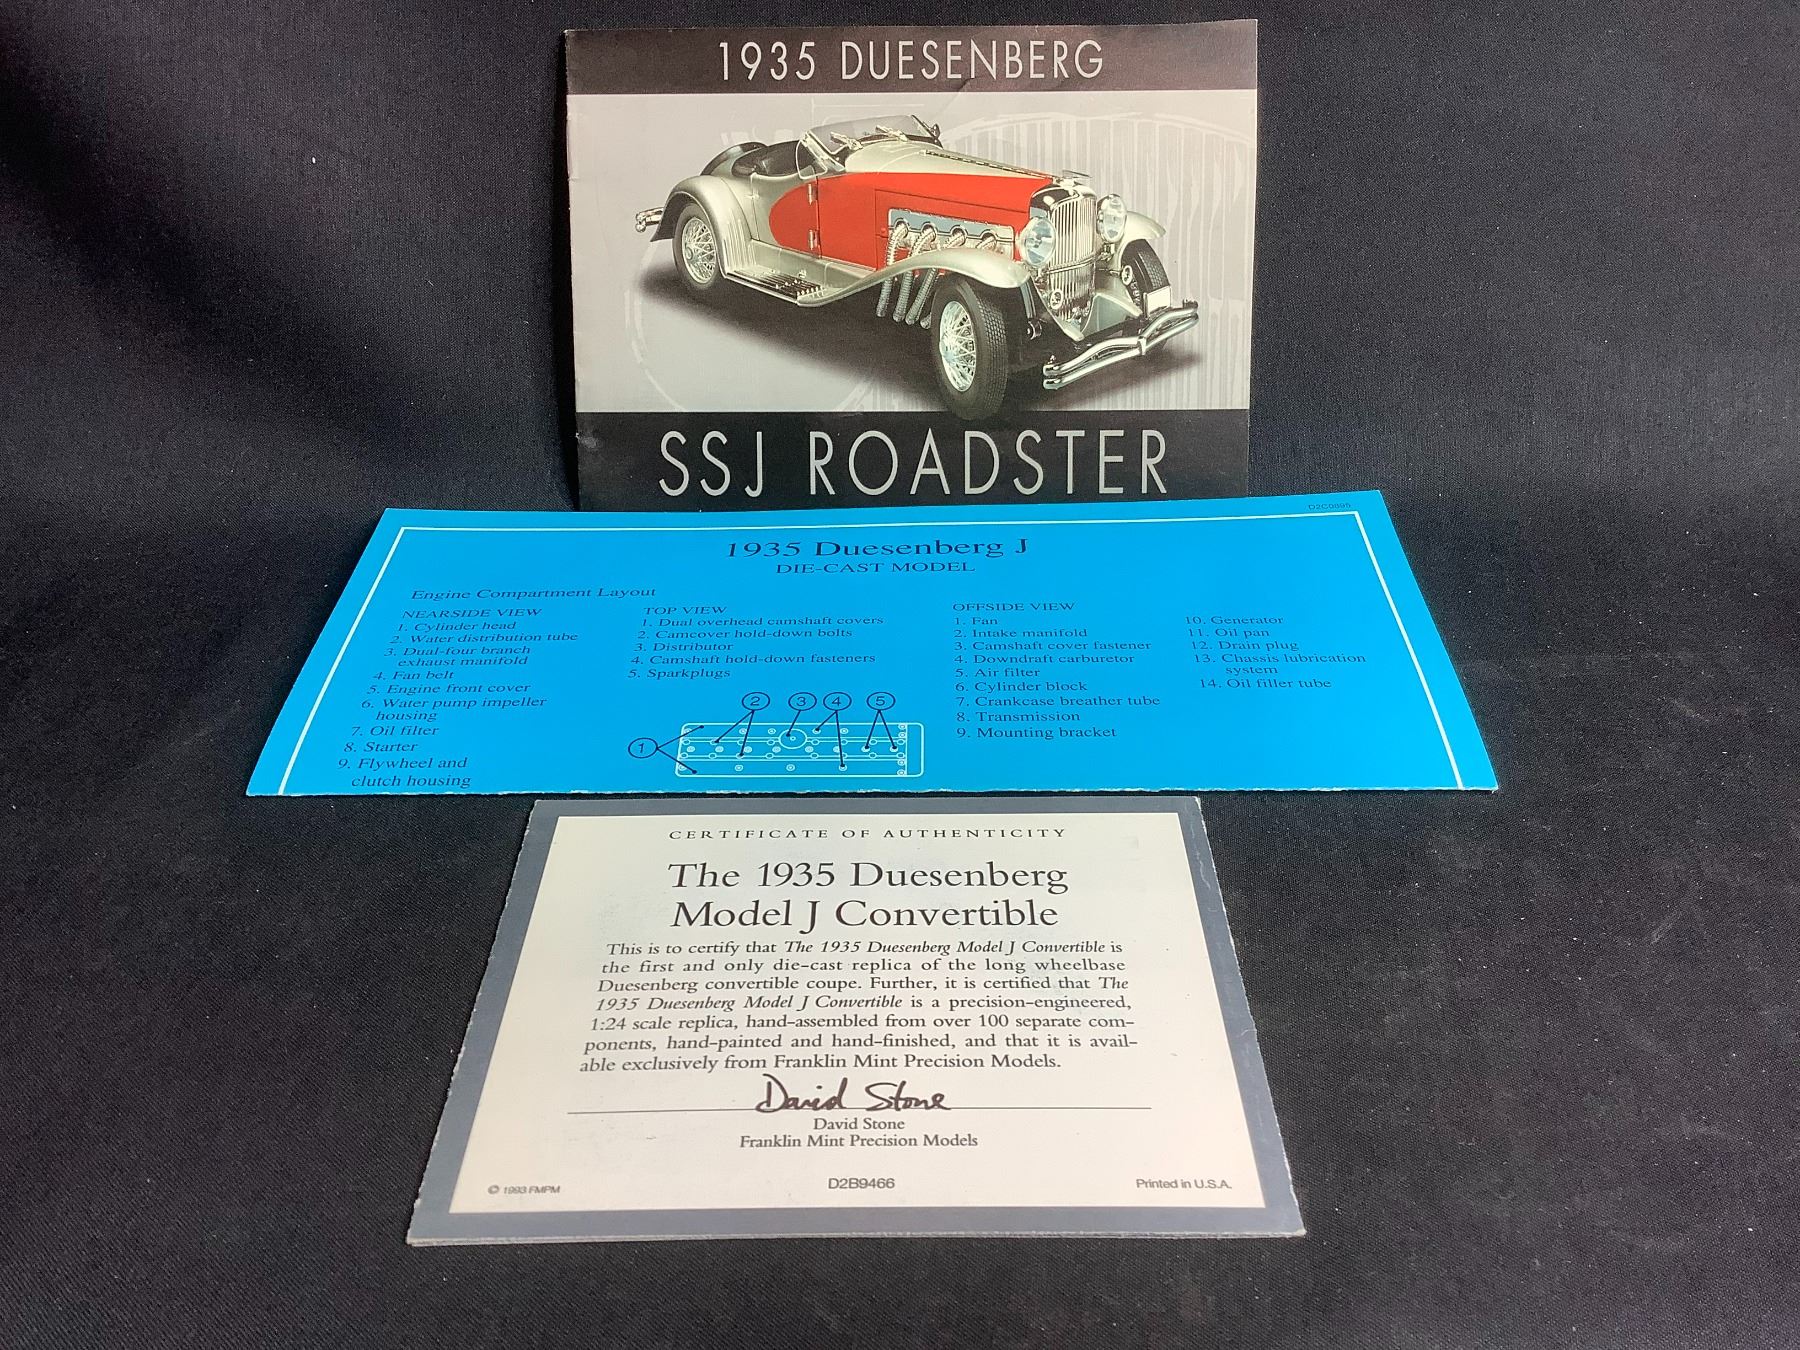 1935 DUESENBERG
SSJ ROADSTER
D2C0895
1935 Duesenberg J
DIE-CAST MODEL
Engine Compartment Layout
NEARSIDE VIEW
1. Cylinder head
2. Water distribution tube
3. Dual-four branch
exhaust manifold
4. Fan belt
5. Engine front cover
6. Water pump impeller
housing
7. Oil filter
8. Starter
9. Flywheel and
clutch housing
TOP VIEW
1. Dual overhead camshaft covers
2. Camcover hold-down bolts
3. Distributor
4. Camshaft hold-down fasteners
5. Sparkplugs
2 3 4 5
1
OFFSIDE VIEW
1. Fan
2. Intake manifold
3. Camshaft cover fastener
4. Downdraft carburetor
5. Air filter
6. Cylinder block
7. Crankcase breather tube
8. Transmission
9. Mounting bracket
10. Generator
11. Oil pan
12. Drain plug
13. Chassis lubrication
system
14. Oil filler tube
CERTIFICATE OF AUTHENTICITY
The 1935 Duesenberg
Model J Convertible
This is to certify that The 1935 Duesenberg Model J Convertible is
the first and only die-cast replica of the long wheelbase
Duesenberg convertible coupe. Further, it is certified that The
1935 Duesenberg Model J Convertible is a precision-engineered,
1:24 scale replica, hand-assembled from over 100 separate com-
ponents, hand-painted and hand-finished, and that it is avail-
able exclusively from Franklin Mint Precision Models.
David Stone
David Stone
Franklin Mint Precision Models
© 1993 FMPM
D2B9466
Printed in U.S.A.